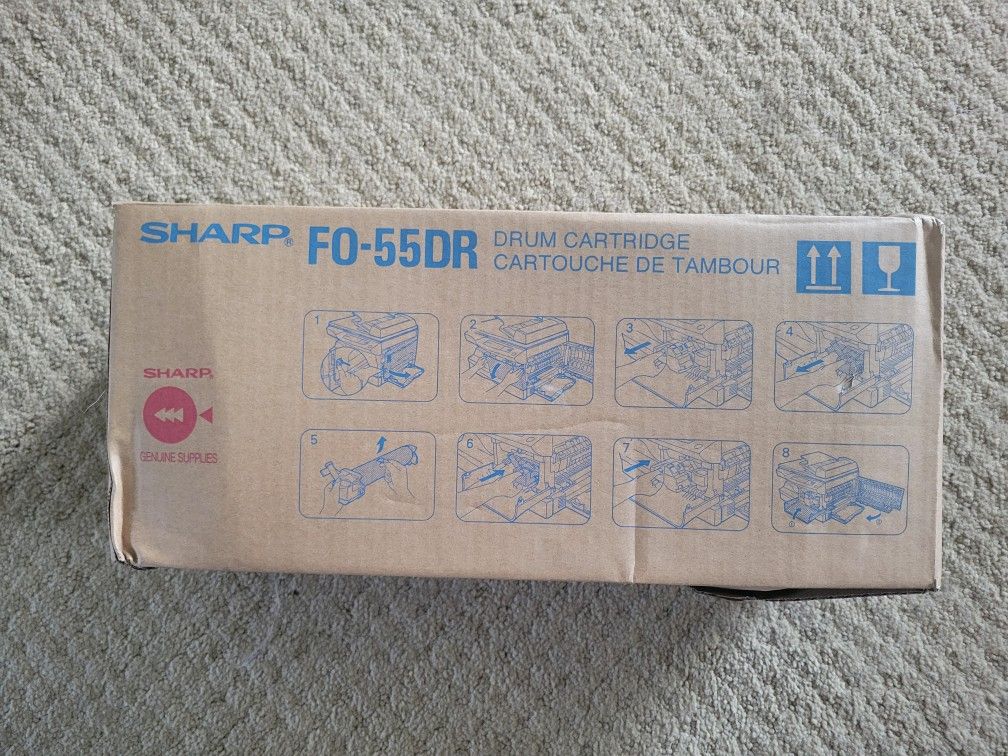 SHARP®
FO-55DR
DRUM CARTRIDGE
CARTOUCHE DE TAMBOUR
SHARP®
GENUINE SUPPLIES
1
2
3
4
5
6
7
8